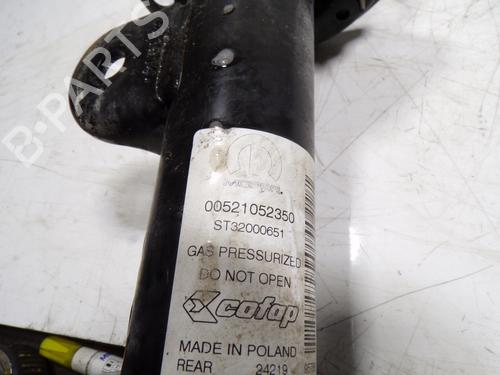 B-PARTS
MOPAR
00521052350
ST32000651
GAS PRESSURIZED
DO NOT OPEN
cofap
MADE IN POLAND
REAR 24219